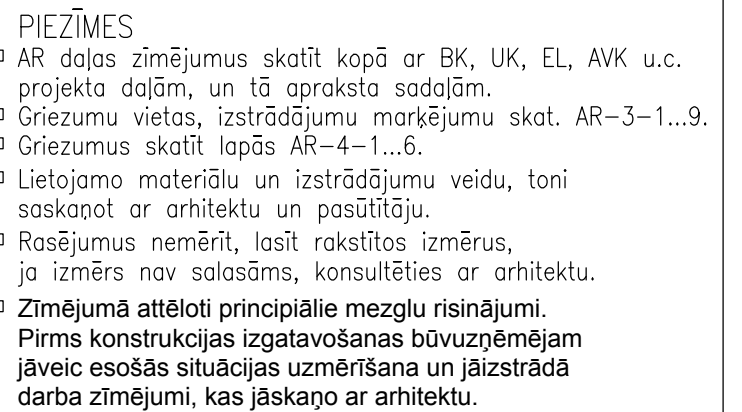 PIEZĪMES
AR daļas zīmējumus skatīt kopā ar BK, UK, EL, AVK u.c.
projekta daļām, un tā apraksta sadaļām.
Griezumu vietas, izstrādājumu marķējumu skat. AR-3-1...9.
Griezumus skatīt lapās AR-4-1...6.
Lietojamo materiālu un izstrādājumu veidu, toni
saskaņot ar arhitektu un pasūtītāju.
Rasējumus nemērīt, lasīt rakstītos izmērus,
ja izmērs nav salasāms, konsultēties ar arhitektu.
Zīmējumā attēloti principiālie mezglu risinājumi.
Pirms konstrukcijas izgatavošanas būvuzņēmējam
jāveic esošās situācijas uzmērīšana un jāizstrādā
darba zīmējumi, kas jāskaņo ar arhitektu.